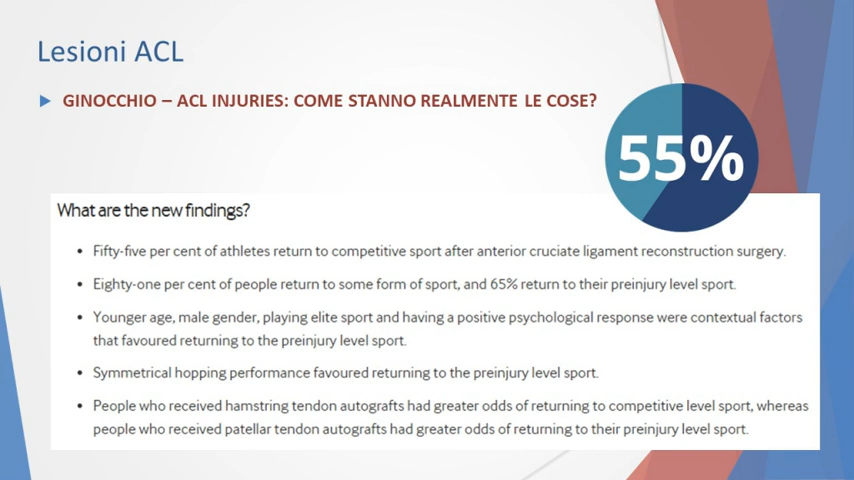 Lesioni ACL
GINOCCHIO – ACL INJURIES: COME STANNO REALMENTE LE COSE?
55%
What are the new findings?
• Fifty-five per cent of athletes return to competitive sport after anterior cruciate ligament reconstruction surgery.
• Eighty-one per cent of people return to some form of sport, and 65% return to their preinjury level sport.
• Younger age, male gender, playing elite sport and having a positive psychological response were contextual factors
that favoured returning to the preinjury level sport.
• Symmetrical hopping performance favoured returning to the preinjury level sport.
• People who received hamstring tendon autografts had greater odds of returning to competitive level sport, whereas
people who received patellar tendon autografts had greater odds of returning to their preinjury level sport.